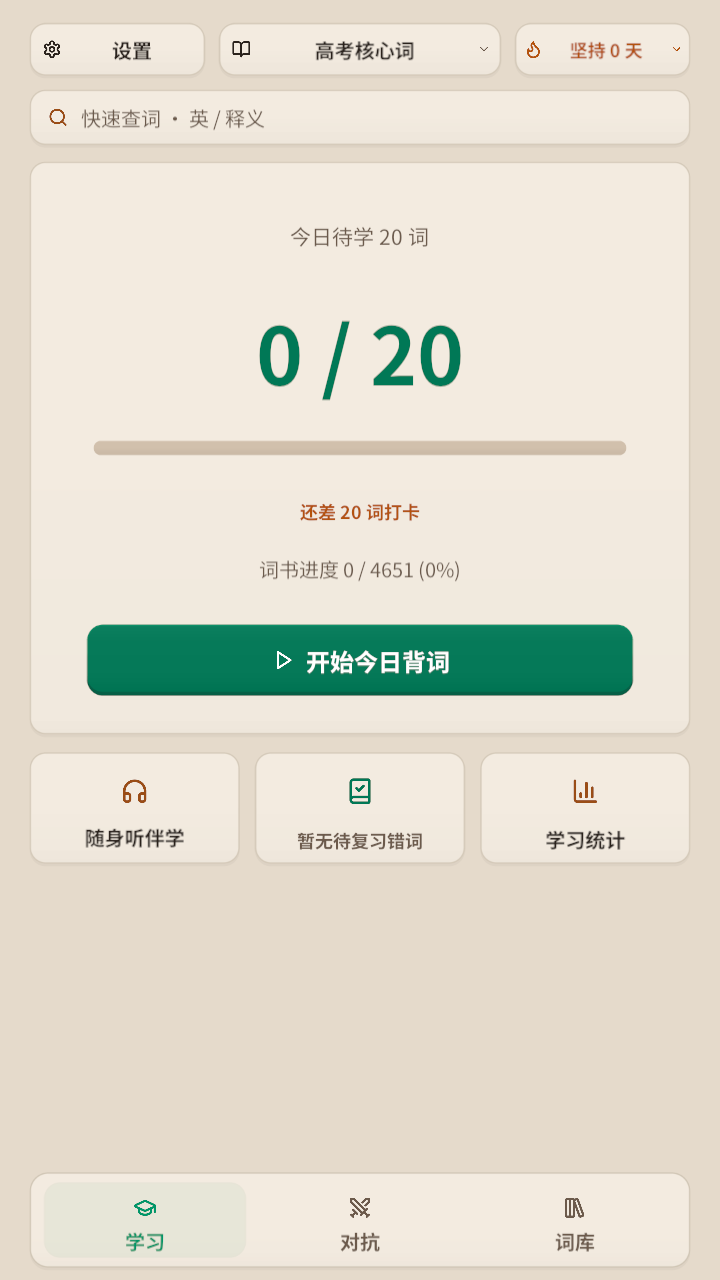 设置
高考核心词
坚持 0 天
快速查词 · 英 / 释义
今日待学 20 词
0 / 20
还差 20 词打卡
词书进度 0 / 4651 (0%)
开始今日背词
随身听伴学
暂无待复习错词
学习统计
学习
对抗
词库